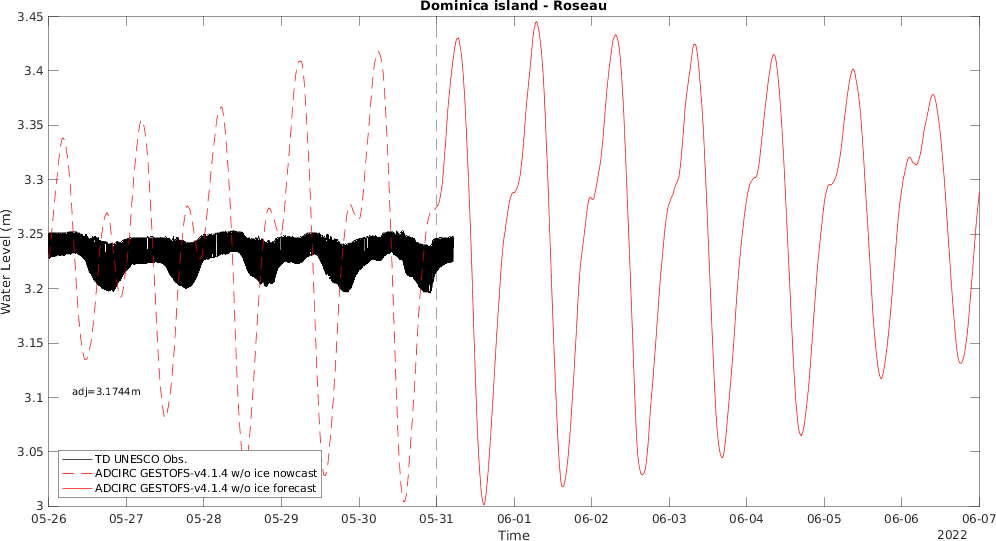 Dominica island - Roseau
Water Level (m)
3.45
3.4
3.35
3.3
3.25
3.2
3.15
3.1
3.05
3
adj=3.1744m
TD UNESCO Obs.
ADCIRC GESTOFS-v4.1.4 w/o ice nowcast
ADCIRC GESTOFS-v4.1.4 w/o ice forecast
05-26 05-27 05-28 05-29 05-30 05-31 06-01 06-02 06-03 06-04 06-05 06-06 06-07
Time
2022